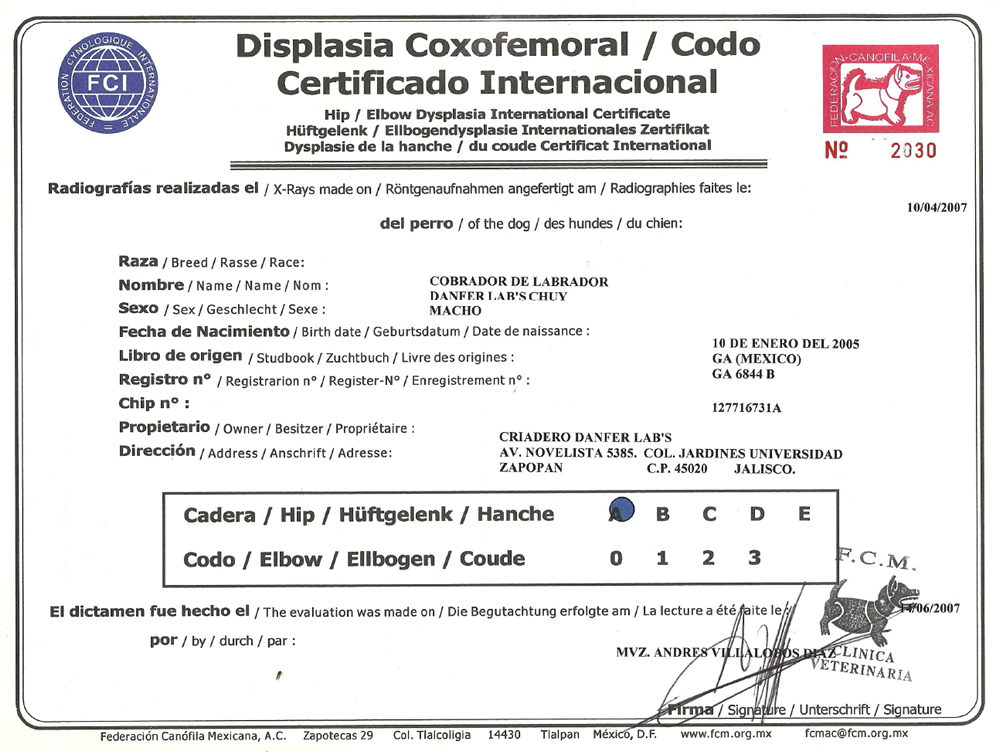 FEDERATION CYNOLOGIQUE INTERNATIONALE
FCI
Displasia Coxofemoral / Codo
Certificado Internacional
Hip / Elbow Dysplasia International Certificate
Hüftgelenk / Ellbogendysplasie Internationales Zertifikat
Dysplasie de la hanche / du coude Certificat International
FEDERACION CANOFILA MEXICANA AC
Nº 2030
Radiografías realizadas el / X-Rays made on / Röntgenaufnahmen angefertigt am / Radiographies faites le:
10/04/2007
del perro / of the dog / des hundes / du chien:
Raza / Breed / Rasse / Race:
COBRADOR DE LABRADOR
Nombre / Name / Name / Nom :
DANFER LAB'S CHUY
Sexo / Sex / Geschlecht / Sexe :
MACHO
Fecha de Nacimiento / Birth date / Geburtsdatum / Date de naissance :
10 DE ENERO DEL 2005
Libro de origen / Studbook / Zuchtbuch / Livre des origines :
GA (MEXICO)
Registro nº / Registrarion nº / Register-Nº / Enregistrement nº :
GA 6844 B
Chip nº :
127716731A
Propietario / Owner / Besitzer / Propriétaire :
CRIADERO DANFER LAB'S
Dirección / Address / Anschrift / Adresse:
AV. NOVELISTA 5385. COL. JARDINES UNIVERSIDAD
ZAPOPAN C.P. 45020 JALISCO.
Cadera / Hip / Hüftgelenk / Hanche A B C D E
Codo / Elbow / Ellbogen / Coude 0 1 2 3
F.C.M.
El dictamen fue hecho el / The evaluation was made on / Die Begutachtung erfolgte am / La lecture a été faite le :
14/06/2007
por / by / durch / par :
MVZ. ANDRES VILLALOBOS DIAZ
CLINICA
VETERINARIA
Firma / Signature / Unterschrift / Signature
Federación Canófila Mexicana, A.C. Zapotecas 29 Col. Tlalcoligia 14430 Tlalpan México, D.F. www.fcm.org.mx fcmac@fcm.org.mx